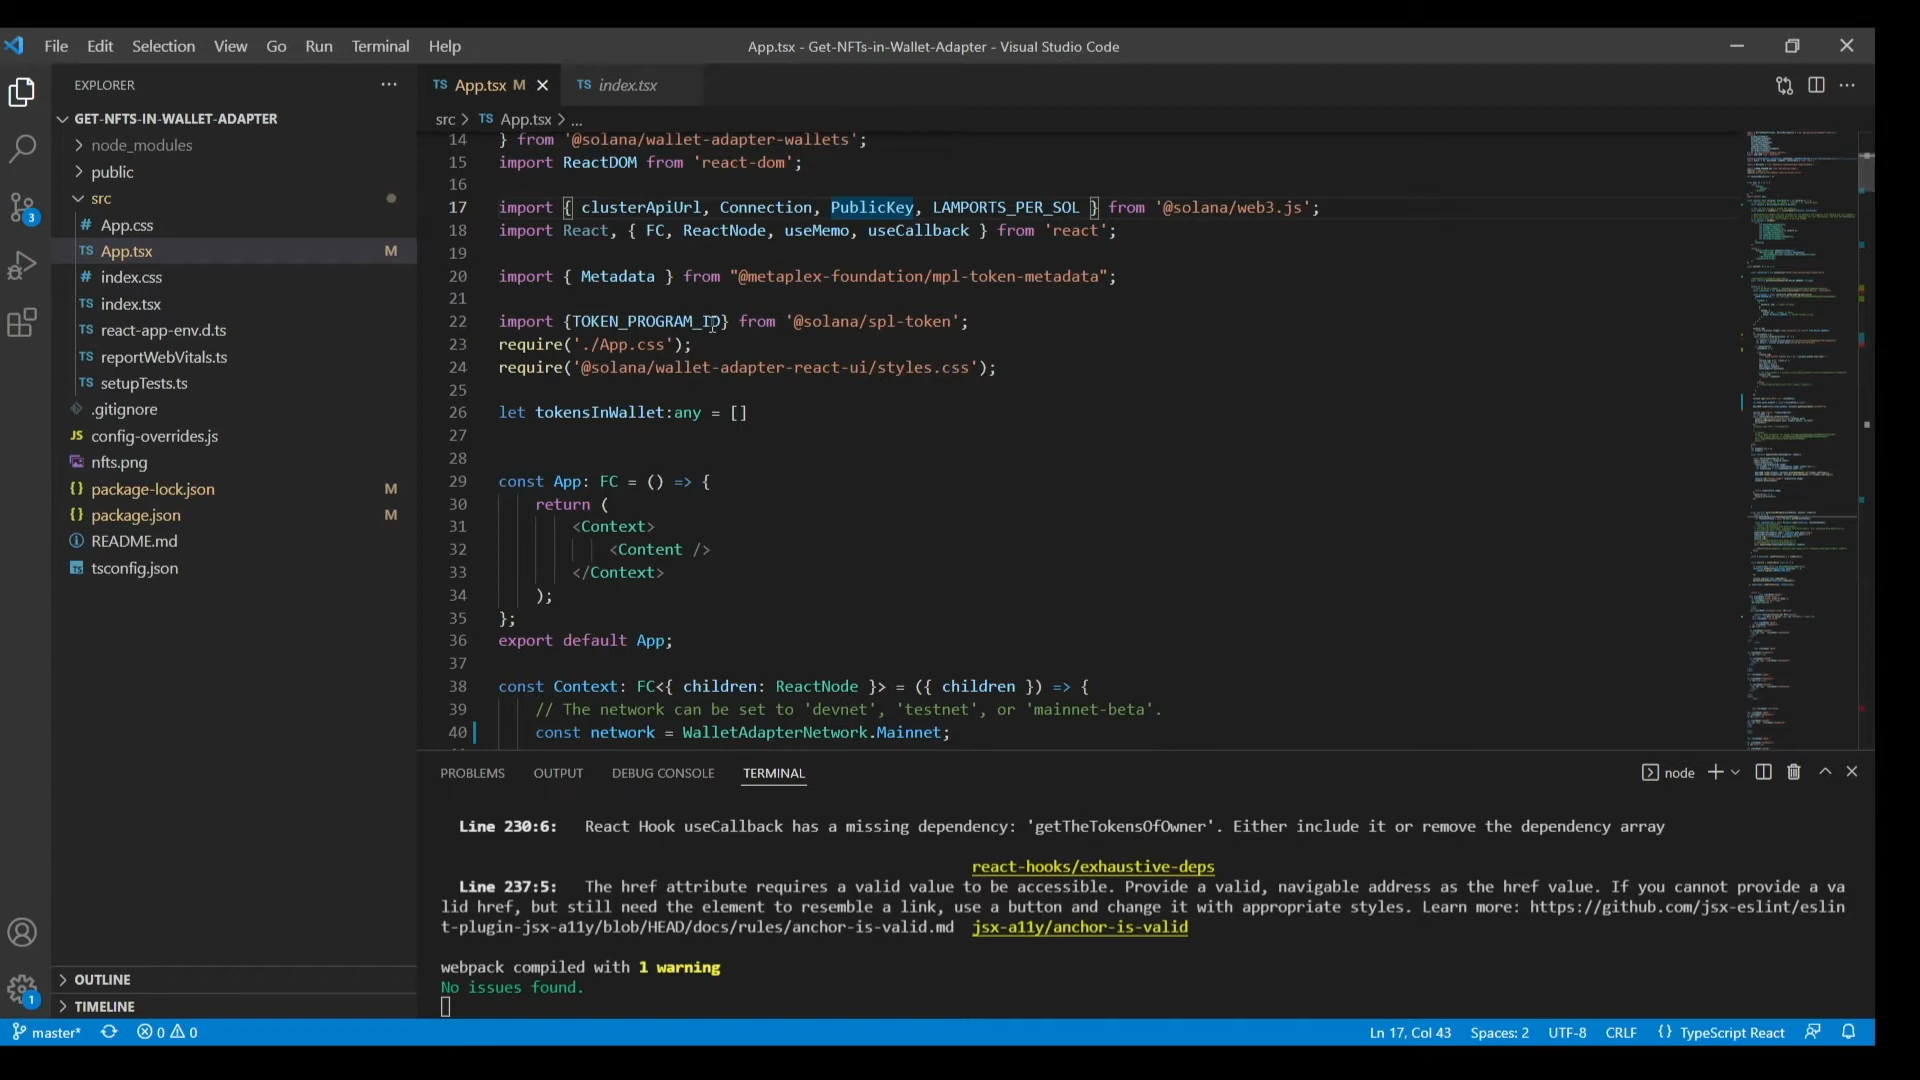 File Edit Selection View Go Run Terminal Help
App.tsx - Get-NFTs-in-Wallet-Adapter - Visual Studio Code
EXPLORER
GET-NFTS-IN-WALLET-ADAPTER
node_modules
public
src
# App.css
TS App.tsx M
# index.css
TS index.tsx
TS react-app-env.d.ts
TS reportWebVitals.ts
TS setupTests.ts
.gitignore
JS config-overrides.js
nfts.png
{} package-lock.json M
{} package.json M
README.md
TS tsconfig.json
OUTLINE
TIMELINE
3
1
TS App.tsx M
TS index.tsx
src > TS App.tsx > ...
14 } from '@solana/wallet-adapter-wallets';
15 import ReactDOM from 'react-dom';
16
17 import { clusterApiUrl, Connection, PublicKey, LAMPORTS_PER_SOL } from '@solana/web3.js';
18 import React, { FC, ReactNode, useMemo, useCallback } from 'react';
19
20 import { Metadata } from "@metaplex-foundation/mpl-token-metadata";
21
22 import {TOKEN_PROGRAM_ID} from '@solana/spl-token';
23 require('./App.css');
24 require('@solana/wallet-adapter-react-ui/styles.css');
25
26 let tokensInWallet:any = []
27
28
29 const App: FC = () => {
30 return (
31 <Context>
32 <Content />
33 </Context>
34 );
35 };
36 export default App;
37
38 const Context: FC<{ children: ReactNode }> = ({ children }) => {
39 // The network can be set to 'devnet', 'testnet', or 'mainnet-beta'.
40 const network = WalletAdapterNetwork.Mainnet;
PROBLEMS OUTPUT DEBUG CONSOLE TERMINAL
node
Line 230:6: React Hook useCallback has a missing dependency: 'getTheTokensOfOwner'. Either include it or remove the dependency array
react-hooks/exhaustive-deps
Line 237:5: The href attribute requires a valid value to be accessible. Provide a valid, navigable address as the href value. If you cannot provide a va
lid href, but still need the element to resemble a link, use a button and change it with appropriate styles. Learn more: https://github.com/jsx-eslint/eslin
t-plugin-jsx-a11y/blob/HEAD/docs/rules/anchor-is-valid.md jsx-a11y/anchor-is-valid
webpack compiled with 1 warning
No issues found.
master* 0 0
Ln 17, Col 43 Spaces: 2 UTF-8 CRLF {} TypeScript React